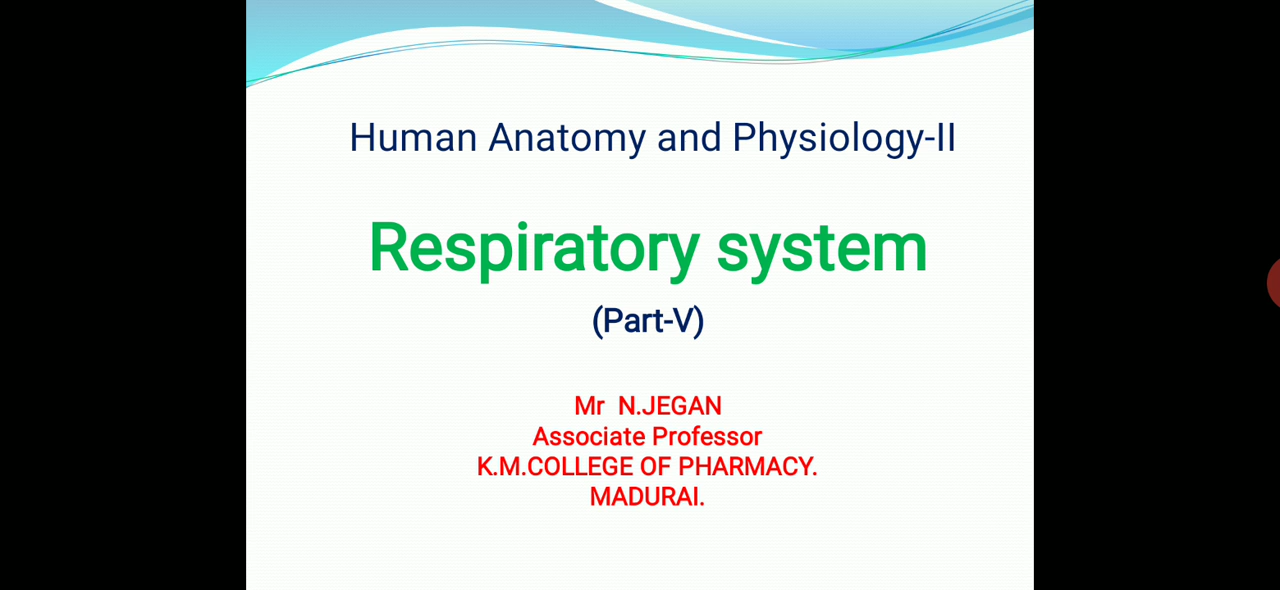 Human Anatomy and Physiology-II
Respiratory system
(Part-V)
Mr N.JEGAN
Associate Professor
K.M.COLLEGE OF PHARMACY.
MADURAI.